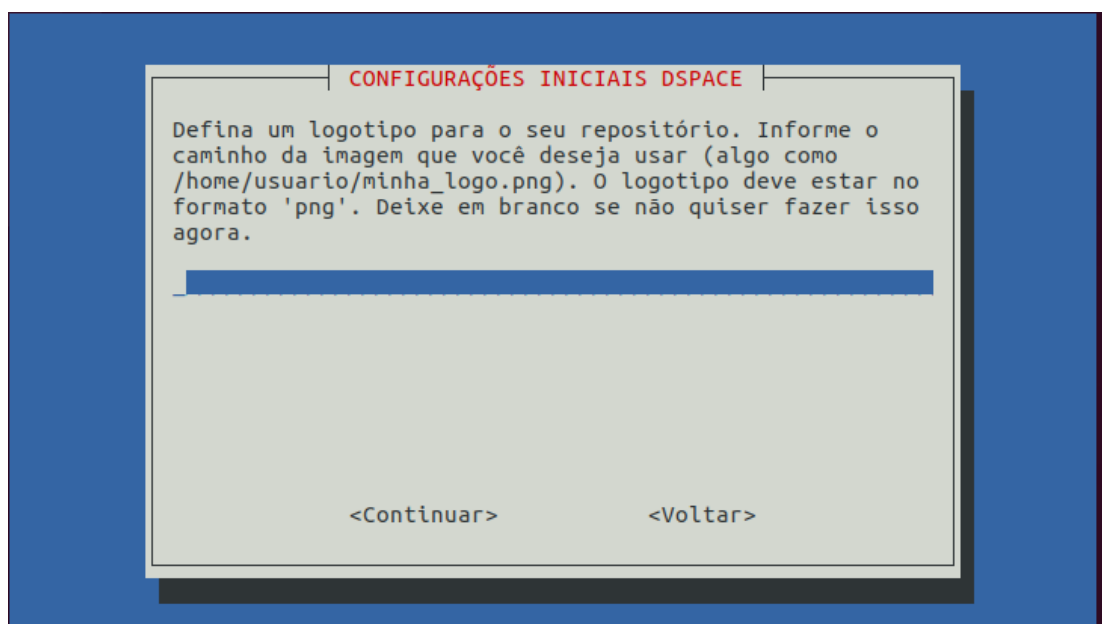 CONFIGURAÇÕES INICIAIS DSPACE
Defina um logotipo para o seu repositório. Informe o
caminho da imagem que você deseja usar (algo como
/home/usuario/minha_logo.png). O logotipo deve estar no
formato 'png'. Deixe em branco se não quiser fazer isso
agora.
<Continuar> <Voltar>